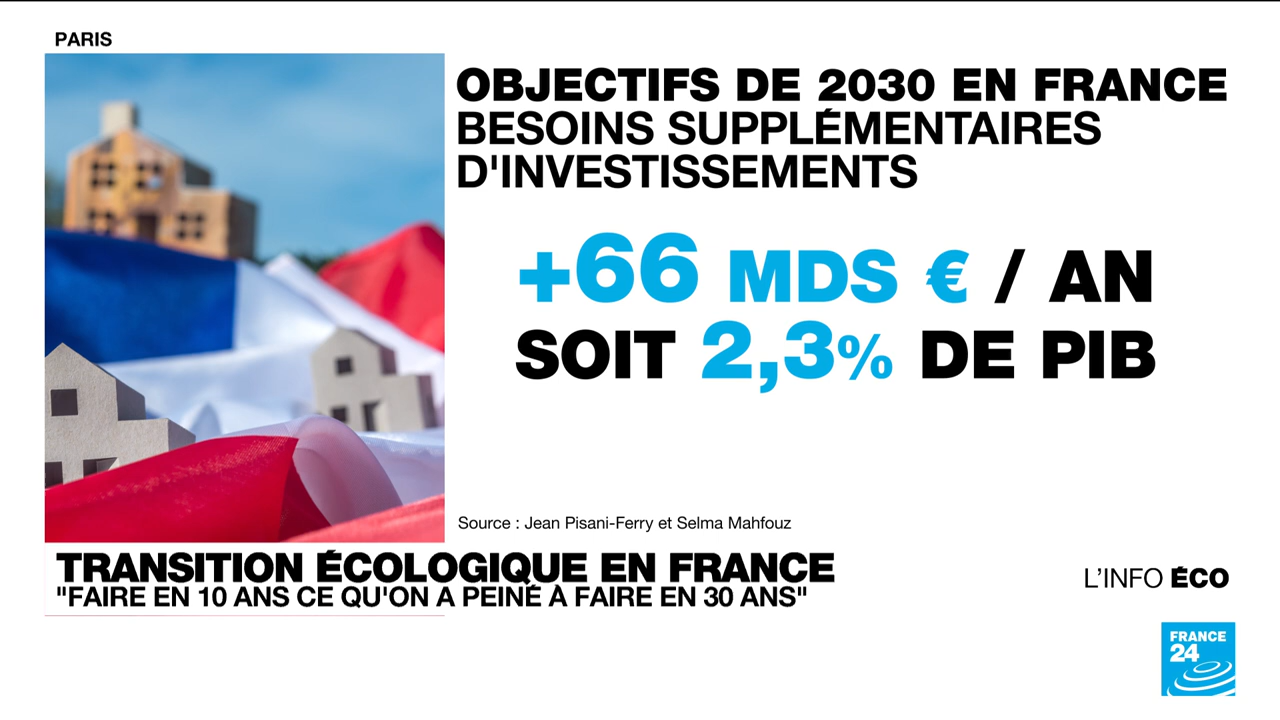 PARIS
OBJECTIFS DE 2030 EN FRANCE
BESOINS SUPPLÉMENTAIRES
D'INVESTISSEMENTS
+66 MDS € / AN
SOIT 2,3% DE PIB
Source : Jean Pisani-Ferry et Selma Mahfouz
TRANSITION ÉCOLOGIQUE EN FRANCE
"FAIRE EN 10 ANS CE QU'ON A PEINÉ À FAIRE EN 30 ANS"
L'INFO ÉCO
FRANCE
24